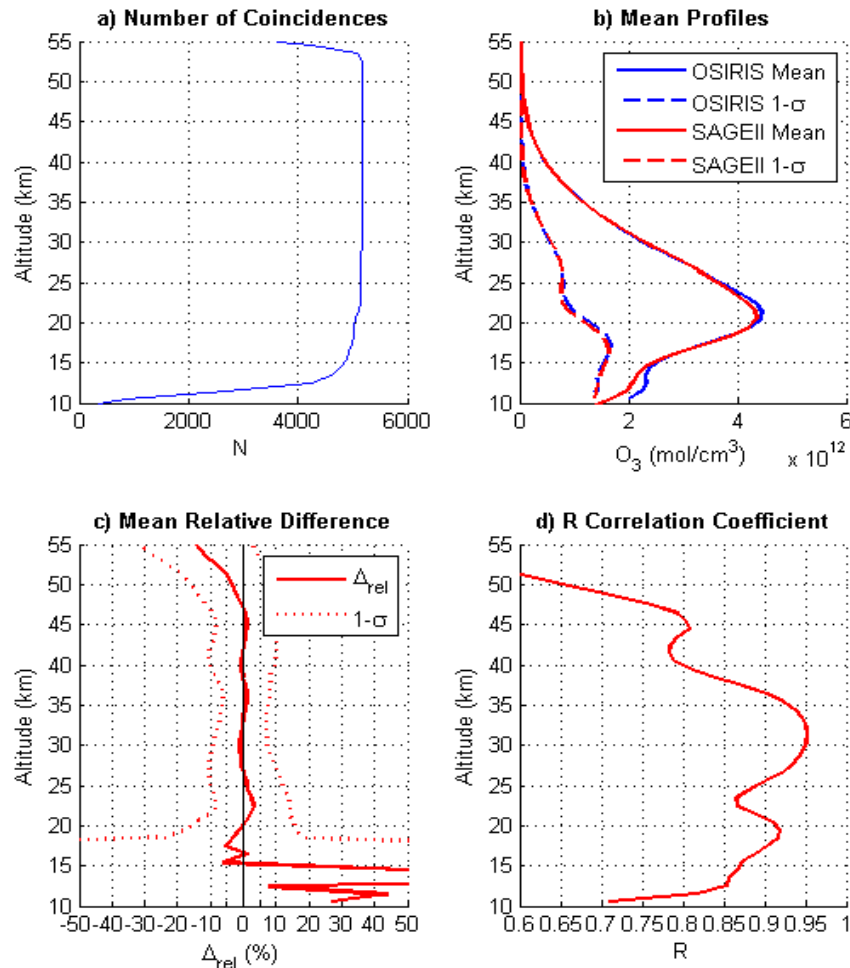 a) Number of Coincidences
55
50
45
40
35
30
25
20
15
10
Altitude (km)
0 2000 4000 6000
N
b) Mean Profiles
OSIRIS Mean
OSIRIS 1-σ
SAGEII Mean
SAGEII 1-σ
55
50
45
40
35
30
25
20
15
10
Altitude (km)
0 2 4 6
O₃ (mol/cm³) x 10¹²
c) Mean Relative Difference
Δrel
1-σ
55
50
45
40
35
30
25
20
15
10
Altitude (km)
-50 -40 -30 -20 -10 0 10 20 30 40 50
Δrel (%)
d) R Correlation Coefficient
55
50
45
40
35
30
25
20
15
10
Altitude (km)
0.6 0.65 0.7 0.75 0.8 0.85 0.9 0.95 1
R